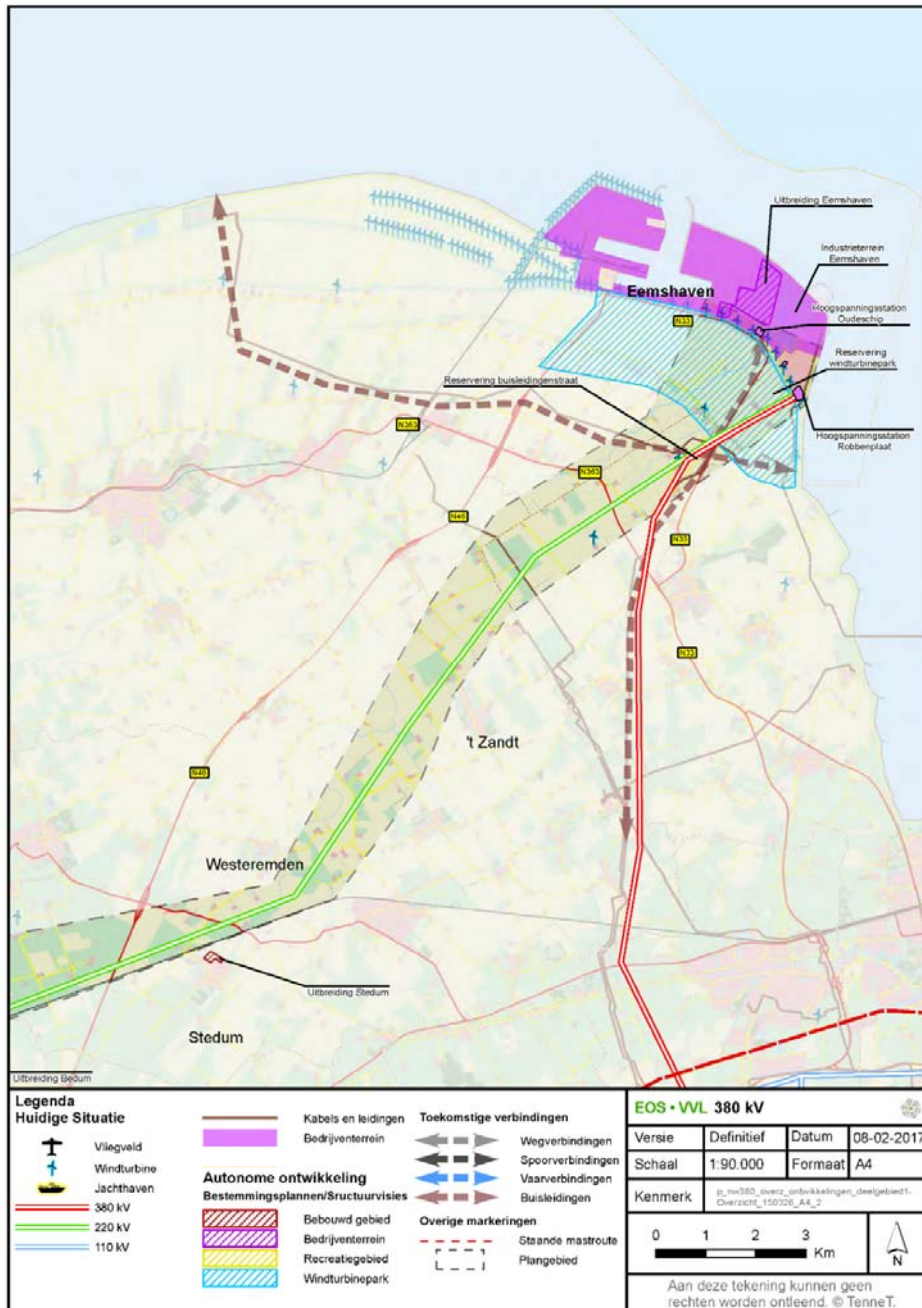 Uitbreiding Eemshaven
Industrieterrein
Eemshaven
Eemshaven
Hoogspanningsstation
Oudeschip
N33
Reservering
windturbinepark
Reservering buisleidingenstraat
N363
Hoogspanningsstation
Robbenplaat
N363
N46
N33
N33
't Zandt
N46
Westeremden
Uitbreiding Stedum
Stedum
Uitbreiding Bedum
Legenda
Huidige Situatie
Vliegveld
Windturbine
Jachthaven
380 kV
220 kV
110 kV
Kabels en leidingen
Bedrijventerrein
Autonome ontwikkeling
Bestemmingsplannen/Sructuurvisies
Bebouwd gebied
Bedrijventerrein
Recreatiegebied
Windturbinepark
Toekomstige verbindingen
Wegverbindingen
Spoorverbindingen
Vaarverbindingen
Buisleidingen
Overige markeringen
Staande mastroute
Plangebied
EOS • VVL 380 kV
Versie Definitief Datum 08-02-2017
Schaal 1:90.000 Formaat A4
Kenmerk p_nw380_overz_ontwikkelingen_deelgebied1-
Overzicht_150326_A4_2
0 1 2 3
Km
N
Aan deze tekening kunnen geen
rechten worden ontleend. © TenneT.